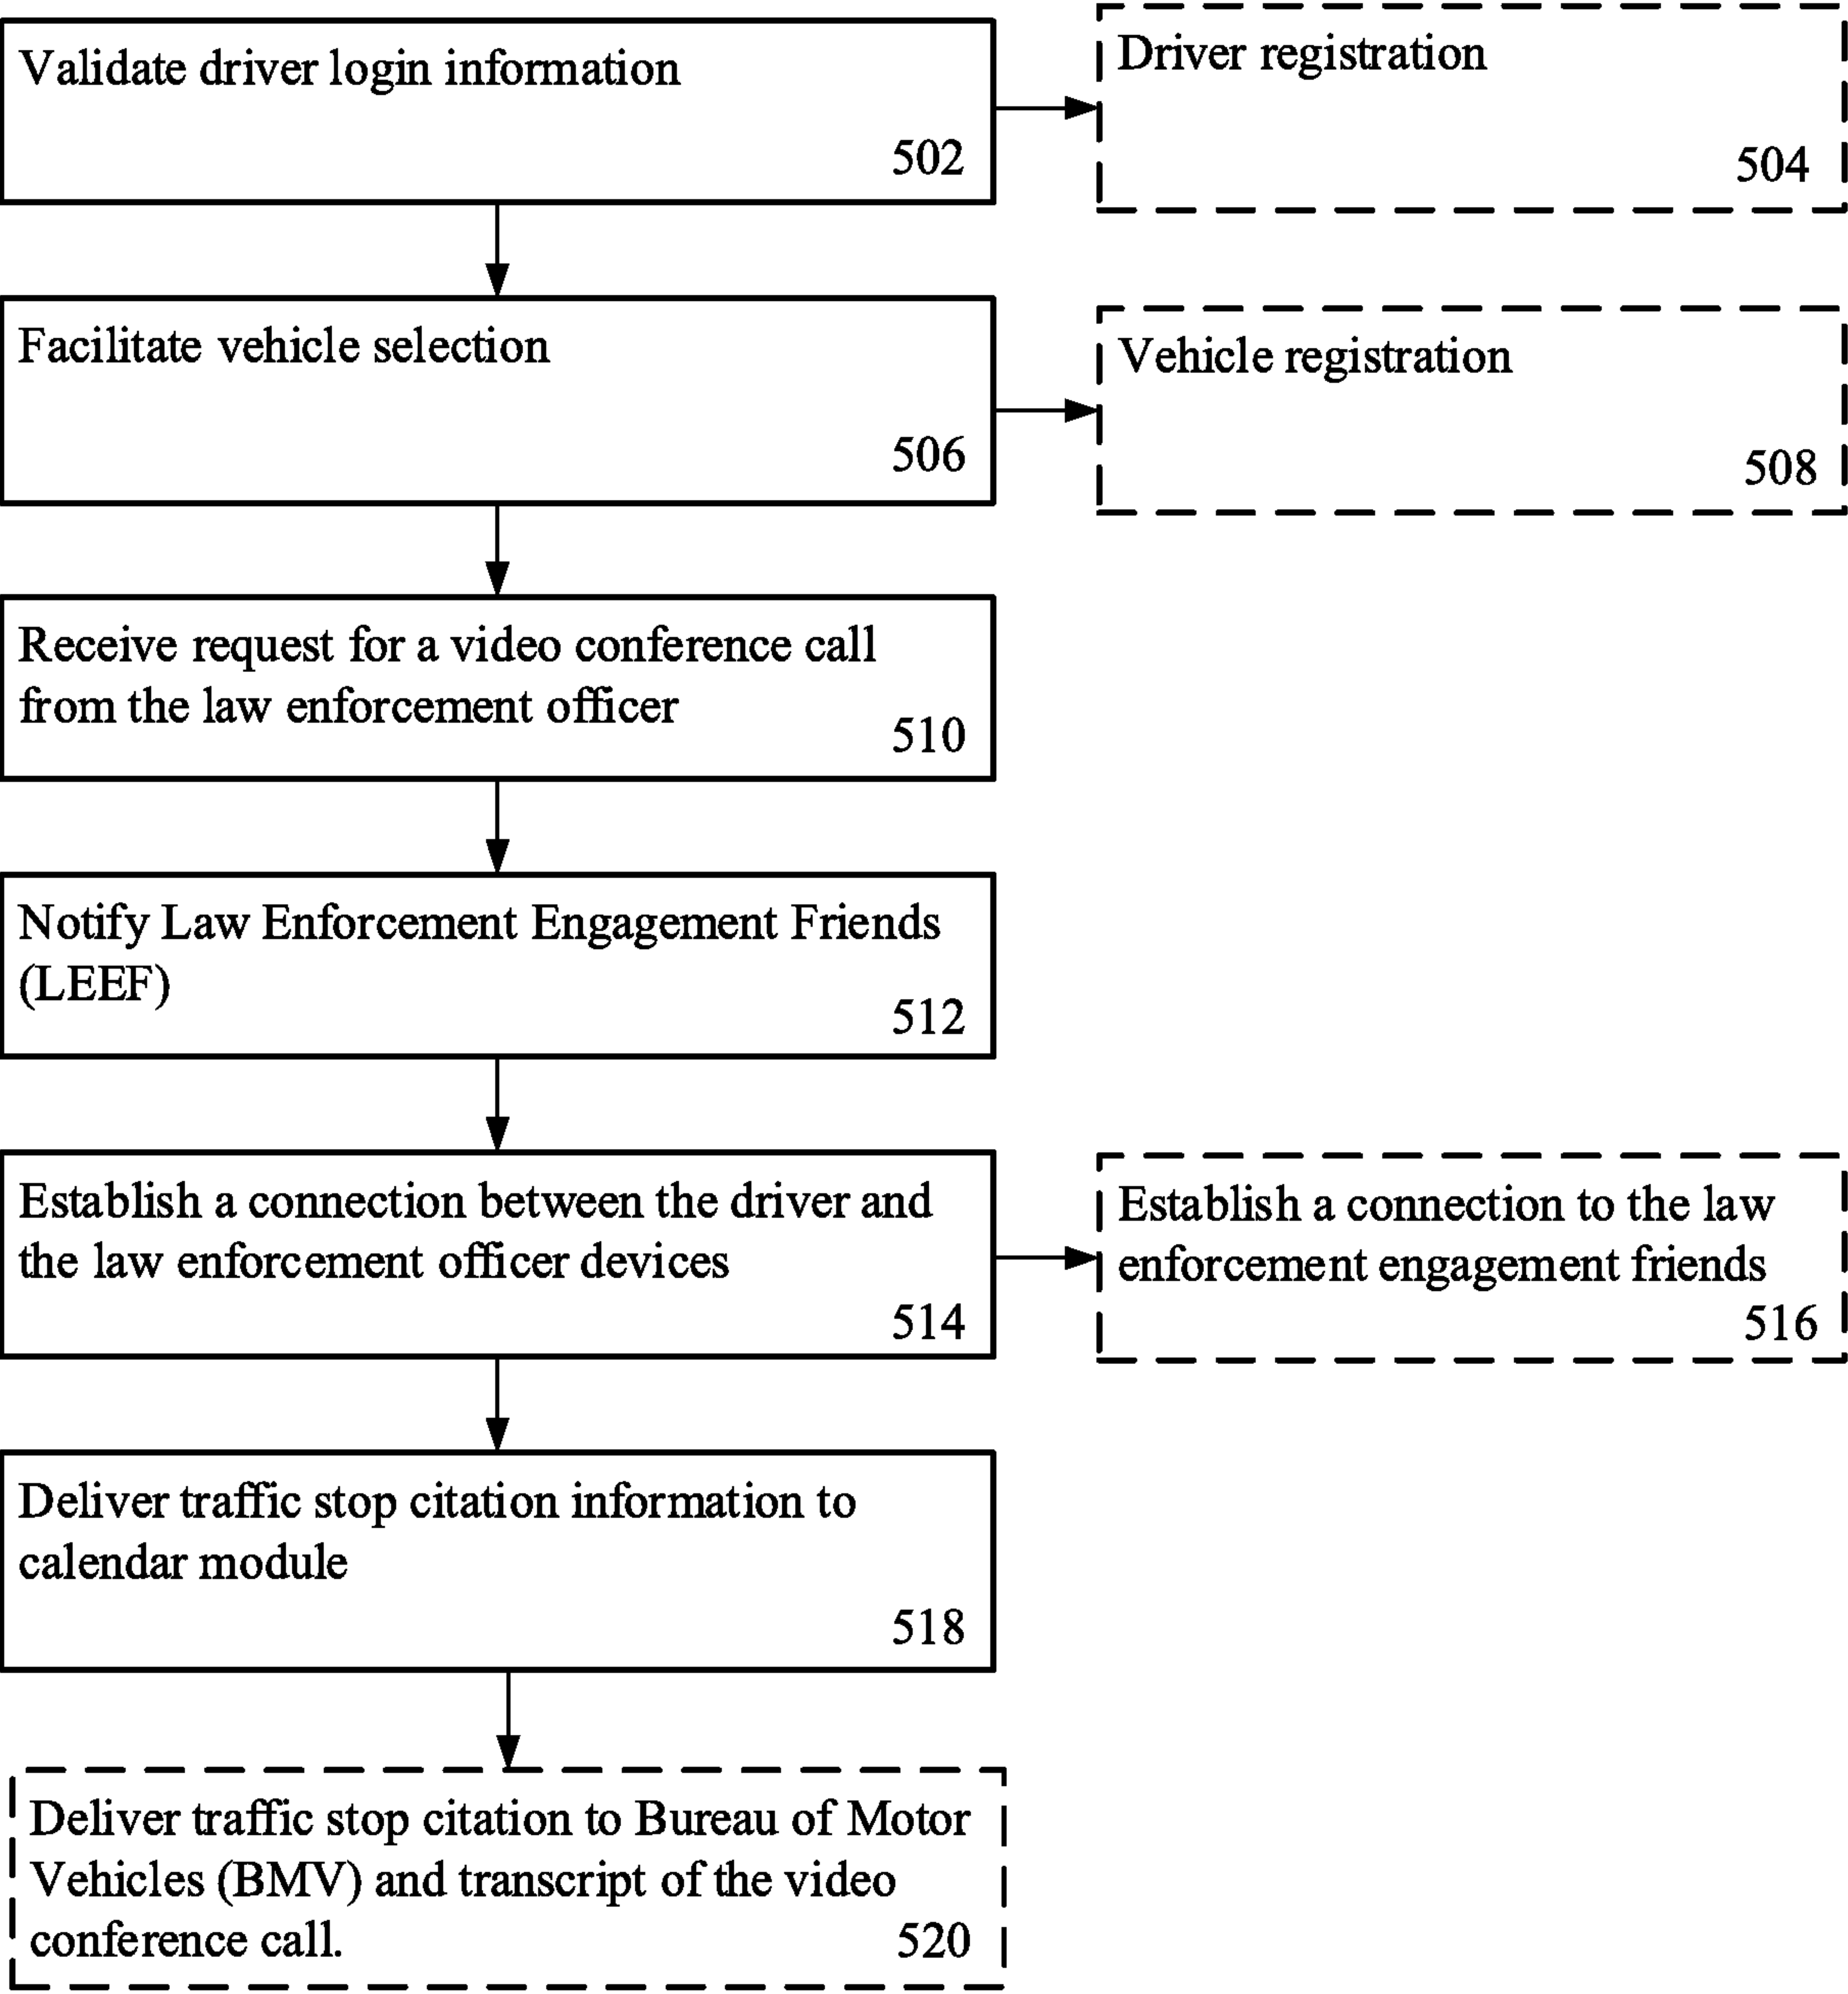 Validate driver login information
502
Driver registration
504
Facilitate vehicle selection
506
Vehicle registration
508
Receive request for a video conference call
from the law enforcement officer
510
Notify Law Enforcement Engagement Friends
(LEEF)
512
Establish a connection between the driver and
the law enforcement officer devices
514
Establish a connection to the law
enforcement engagement friends
516
Deliver traffic stop citation information to
calendar module
518
Deliver traffic stop citation to Bureau of Motor
Vehicles (BMV) and transcript of the video
conference call.
520